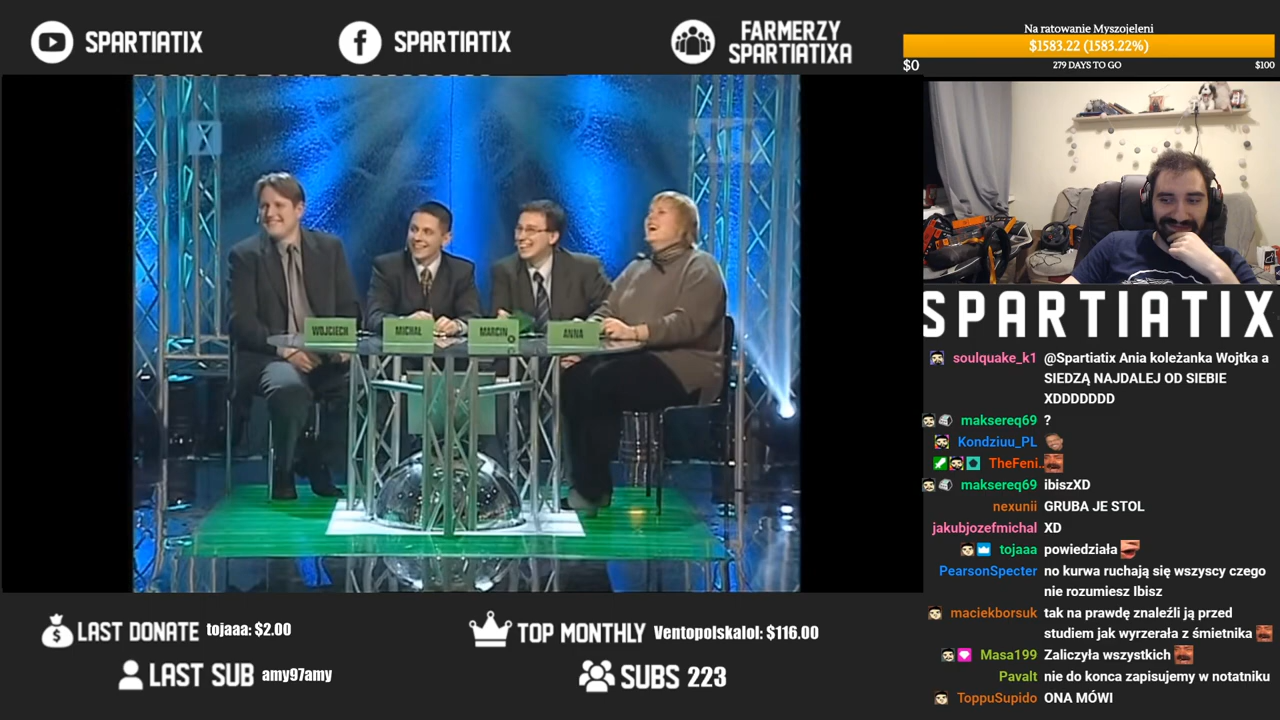 SPARTIATIX
SPARTIATIX
FARMERZY
SPARTIATIXA
Na ratowanie Myszojeleni
$1583.22 (1583.22%)
$0
279 DAYS TO GO
$100
WOJCIECH
MICHAŁ
MARCIN
ANNA
SPARTIATIX
soulquake_k1 @Spartiatix Ania koleżanka Wojtka a
SIEDZĄ NAJDALEJ OD SIEBIE
XDDDDDDD
maksereq69 ?
Kondziuu_PL
TheFeni..
maksereq69 ibiszXD
nexunii GRUBA JE STOL
jakubjozefmichal XD
tojaaa powiedziała
PearsonSpecter no kurwa ruchają się wszyscy czego
nie rozumiesz Ibisz
maciekborsuk tak na prawdę znaleźli ją przed
studiem jak wyrzerała z śmietnika
Masa199 Zaliczyła wszystkich
Pavalt nie do konca zapisujemy w notatniku
ToppuSupido ONA MÓWI
LAST DONATE tojaaa: $2.00
TOP MONTHLY Ventopolskalol: $116.00
LAST SUB amy97amy
SUBS 223